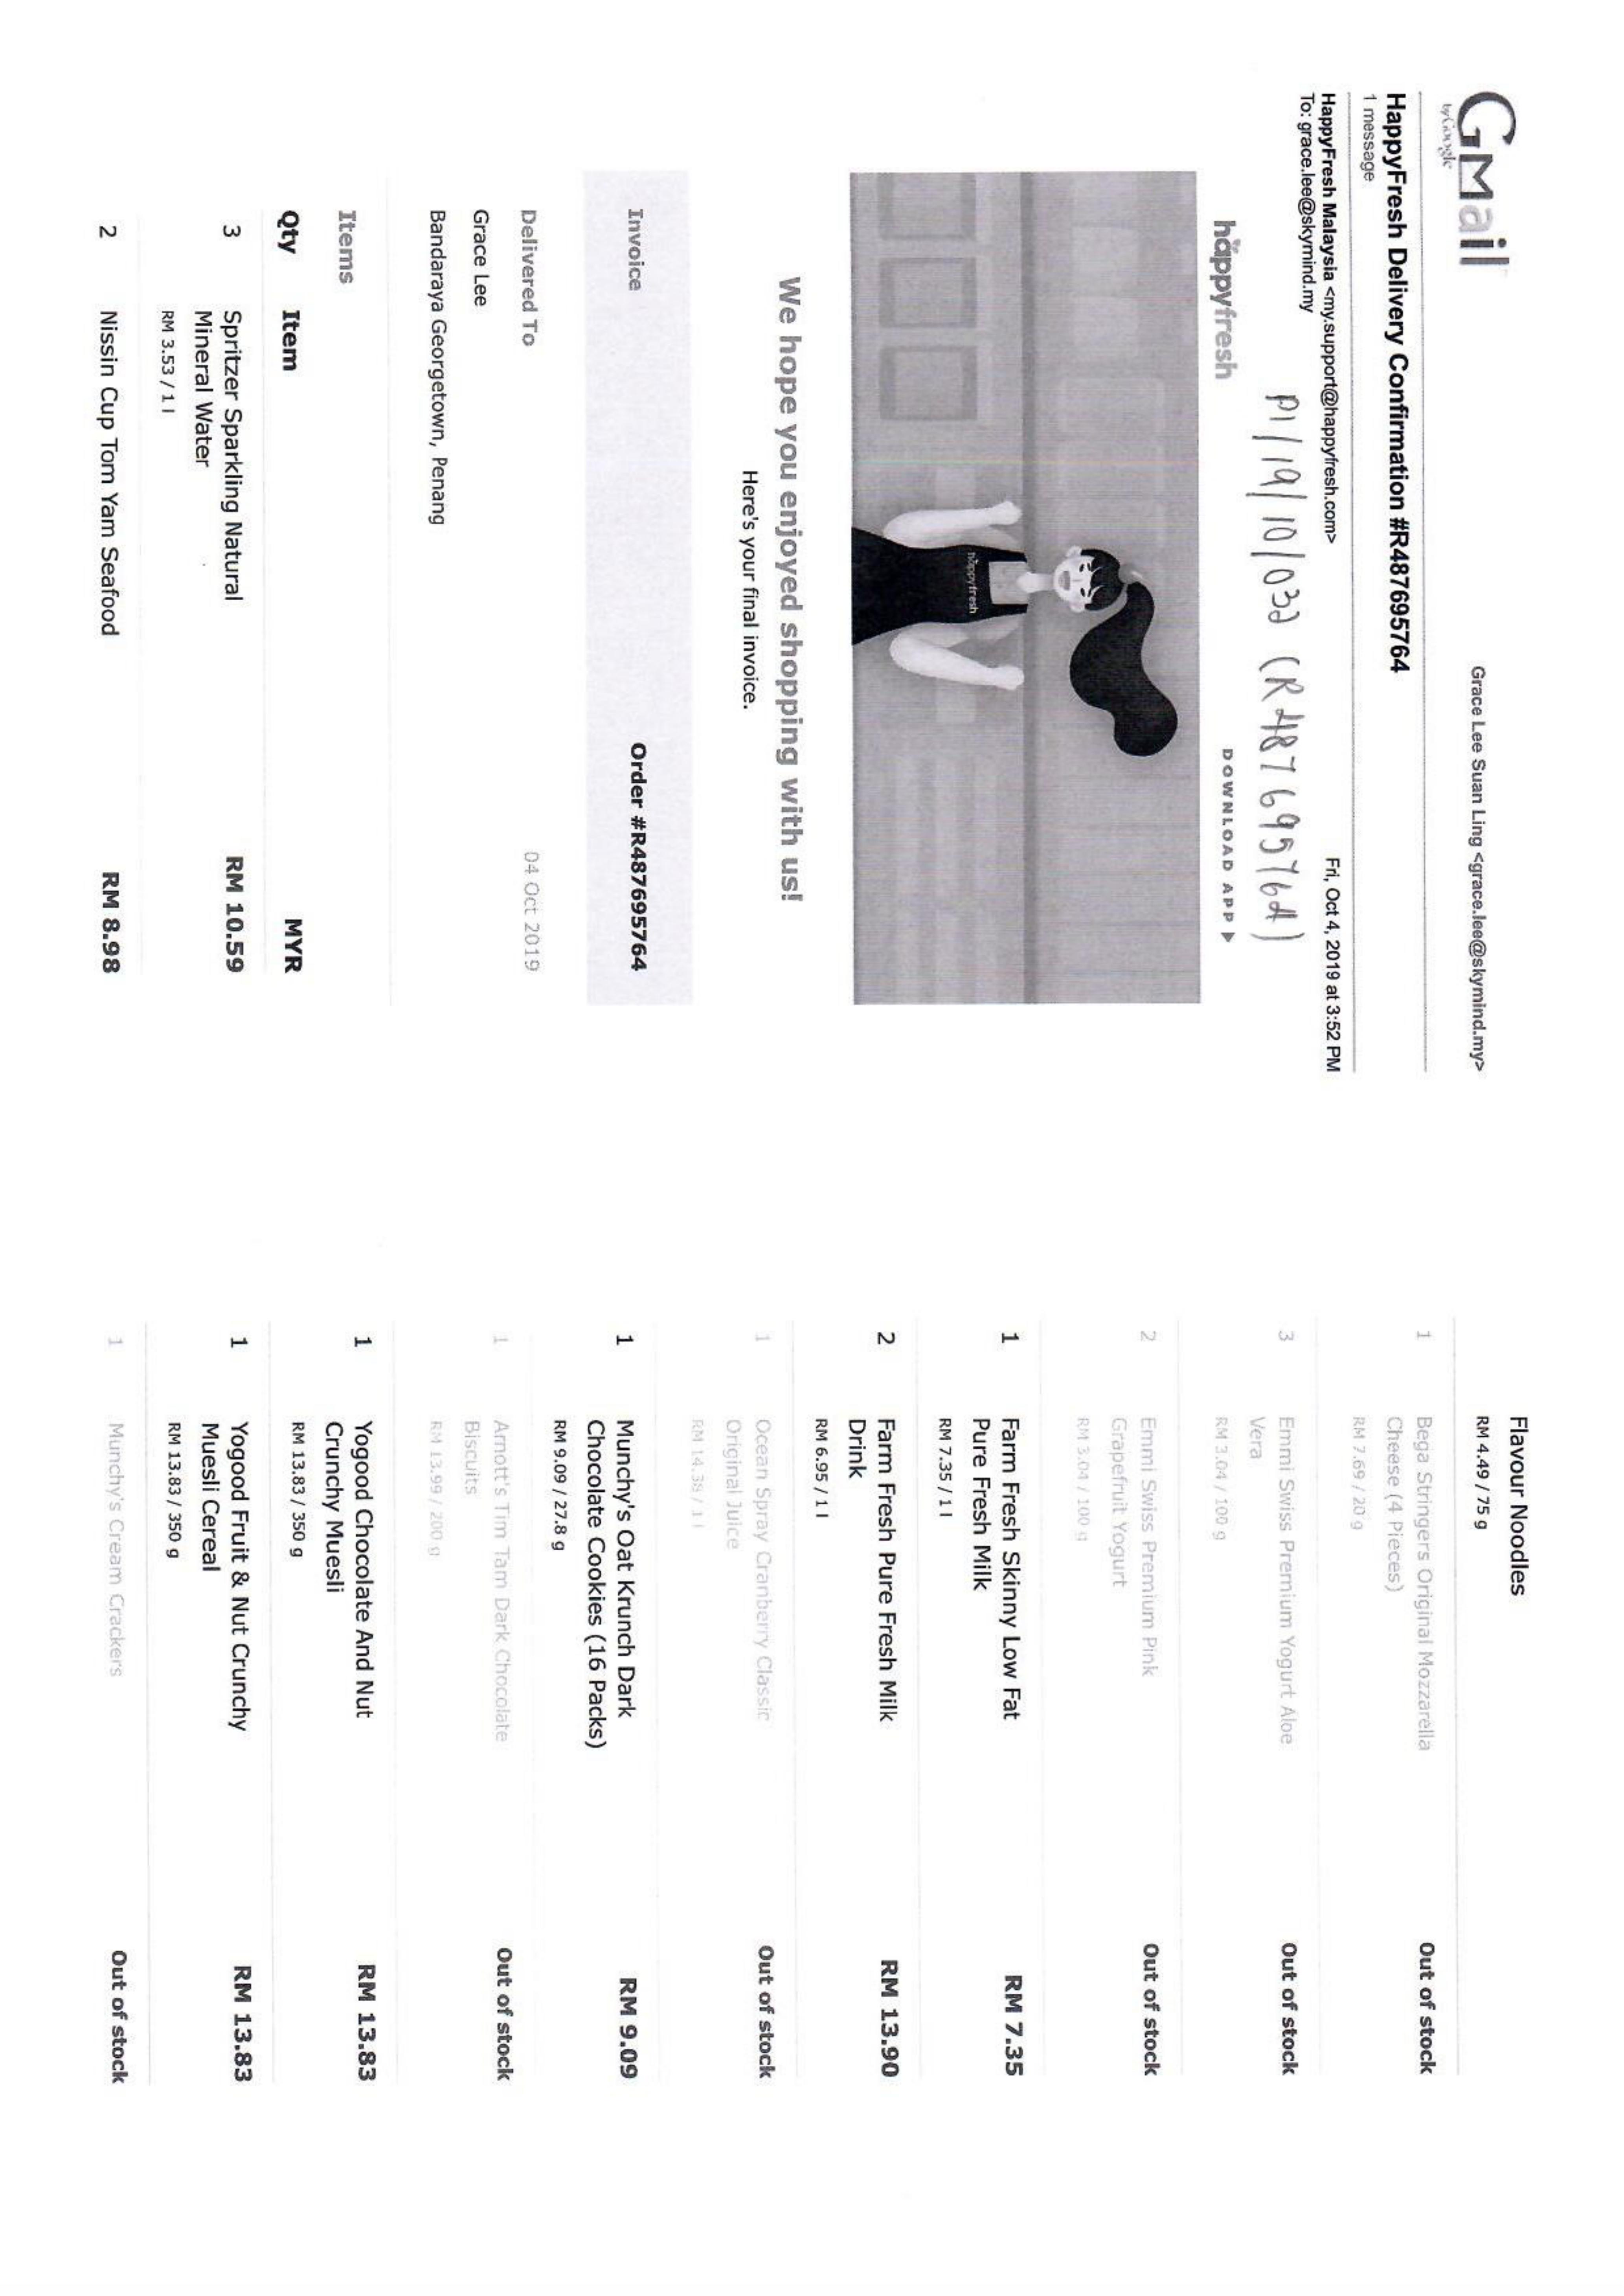 GMail
by Google
Grace Lee Suan Ling <grace.lee@skymind.my>
HappyFresh Delivery Confirmation #R487695764
1 message
HappyFresh Malaysia <my.support@happyfresh.com>
Fri, Oct 4, 2019 at 3:52 PM
To: grace.lee@skymind.my
PI/19/10/032 (R487695764)
happyfresh
DOWNLOAD APP ▶
happyfresh
We hope you enjoyed shopping with us!
Here's your final invoice.
Invoice
Order #R487695764
Delivered To
04 Oct 2019
Grace Lee
Bandaraya Georgetown, Penang
Items
Qty Item MYR
3 Spritzer Sparkling Natural RM 10.59
Mineral Water
RM 3.53 / 1 l
2 Nissin Cup Tom Yam Seafood RM 8.98
Flavour Noodles
RM 4.49 / 75 g
1 Bega Stringers Original Mozzarella Out of stock
Cheese (4 Pieces)
RM 7.69 / 20 g
3 Emmi Swiss Premium Yogurt Aloe Out of stock
Vera
RM 3.04 / 100 g
2 Emmi Swiss Premium Pink Out of stock
Grapefruit Yogurt
RM 3.04 / 100 g
1 Farm Fresh Skinny Low Fat RM 7.35
Pure Fresh Milk
RM 7.35 / 1 l
2 Farm Fresh Pure Fresh Milk RM 13.90
Drink
RM 6.95 / 1 l
1 Ocean Spray Cranberry Classic Out of stock
Original Juice
RM 14.39 / 1 l
1 Munchy's Oat Krunch Dark RM 9.09
Chocolate Cookies (16 Packs)
RM 9.09 / 27.8 g
1 Arnott's Tim Tam Dark Chocolate Out of stock
Biscuits
RM 13.99 / 200 g
1 Yogood Chocolate And Nut RM 13.83
Crunchy Muesli
RM 13.83 / 350 g
1 Yogood Fruit & Nut Crunchy RM 13.83
Muesli Cereal
RM 13.83 / 350 g
1 Munchy's Cream Crackers Out of stock